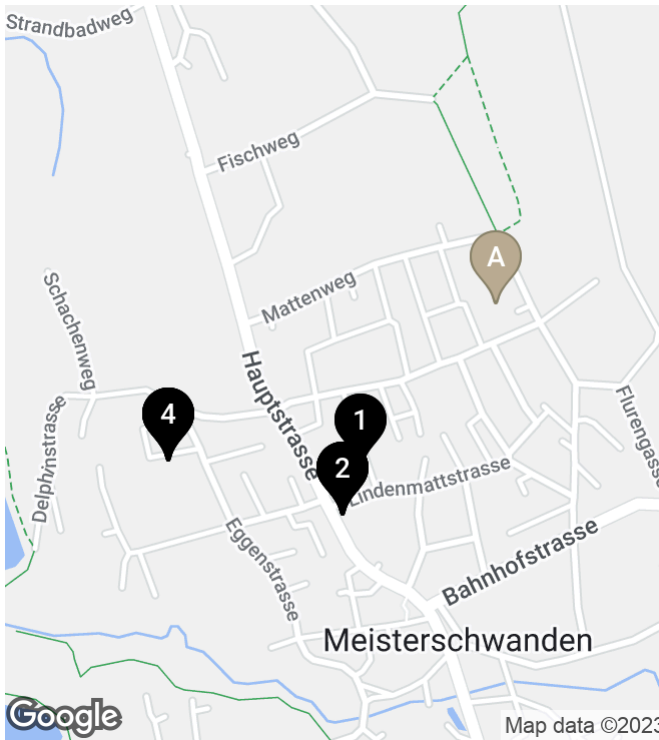 Strandbadweg
Fischweg
A
Mattenweg
Schachenweg
Hauptstrasse
4
1
Flurengasse
Delphinstrasse
2
Lindenmattstrasse
Eggenstrasse
Bahnhofstrasse
Meisterschwanden
Google
Map data ©2023